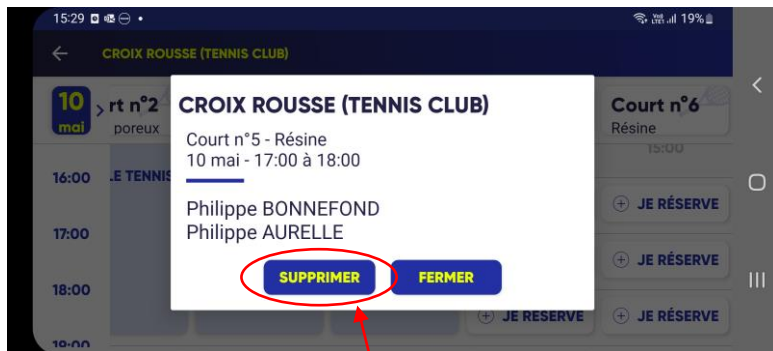 15:29 19%
CROIX ROUSSE (TENNIS CLUB)
10
mai
rt n°2
poreux
CROIX ROUSSE (TENNIS CLUB)
Court n°5 - Résine
10 mai - 17:00 à 18:00
Philippe BONNEFOND
Philippe AURELLE
SUPPRIMER
FERMER
Court n°6
Résine
15:00
16:00
LE TENNIS
JE RÉSERVE
17:00
JE RÉSERVE
18:00
JE RÉSERVE
JE RÉSERVE
19:00